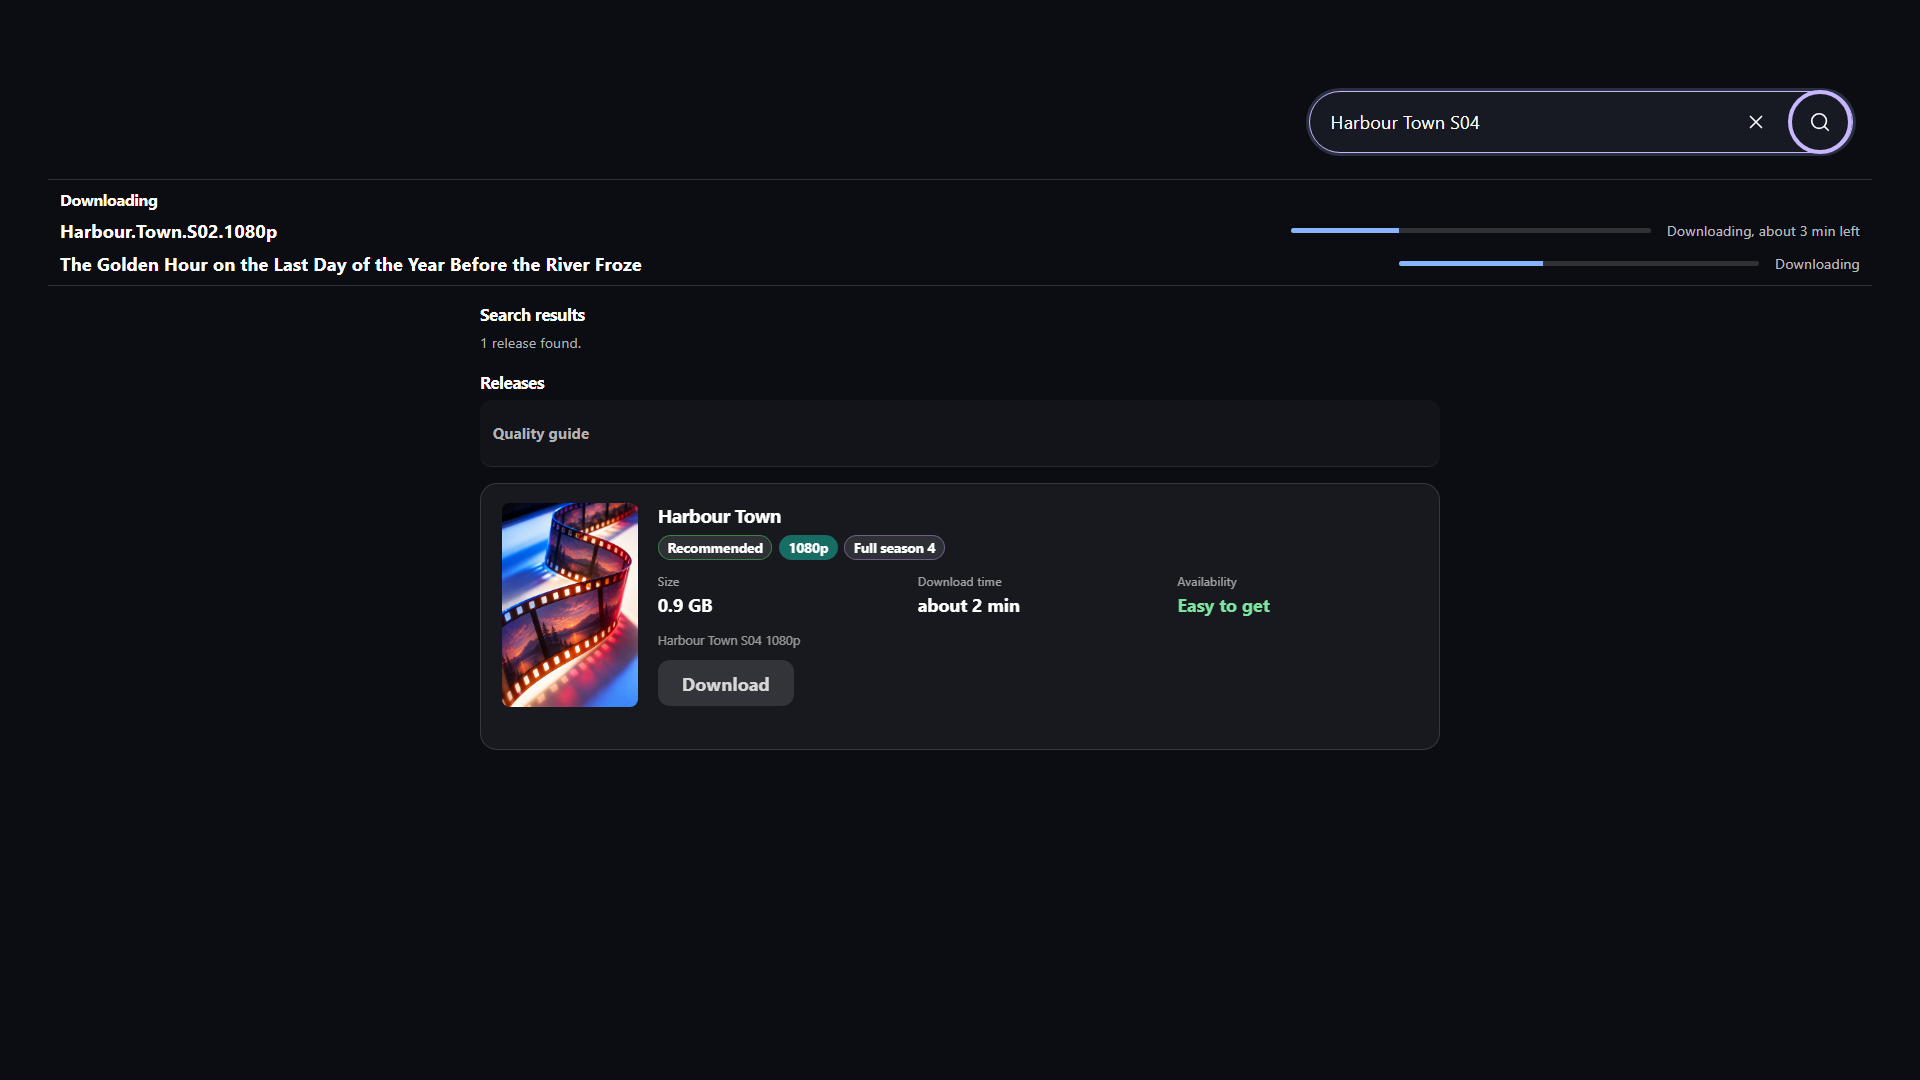 Harbour Town S04
Downloading
Harbour.Town.S02.1080p
Downloading, about 3 min left
The Golden Hour on the Last Day of the Year Before the River Froze
Downloading
Search results
1 release found.
Releases
Quality guide
Harbour Town
Recommended 1080p Full season 4
Size Download time Availability
0.9 GB about 2 min Easy to get
Harbour Town S04 1080p
Download